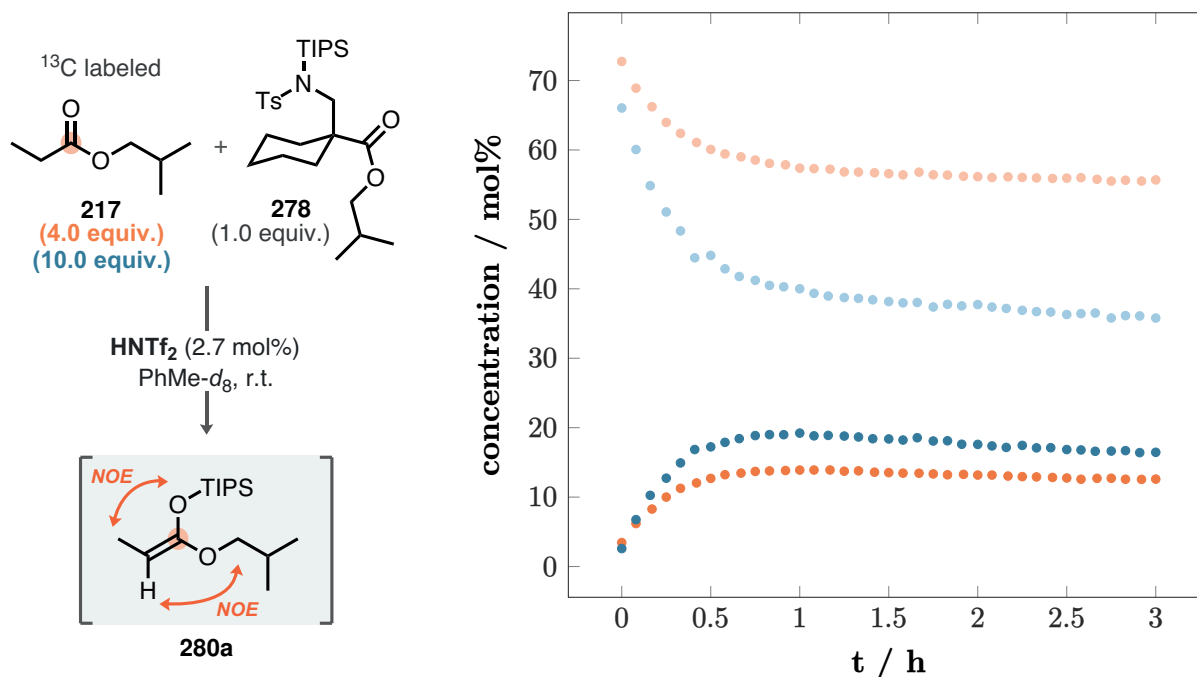 ¹³C labeled
O
O
217
(4.0 equiv.)
(10.0 equiv.)
+
TIPS
N
Ts
O
O
278
(1.0 equiv.)
HNTf₂ (2.7 mol%)
PhMe-d₈, r.t.
NOE
O
TIPS
O
H
NOE
280a
concentration / mol%
70
60
50
40
30
20
10
0
0 0.5 1 1.5 2 2.5 3
t / h